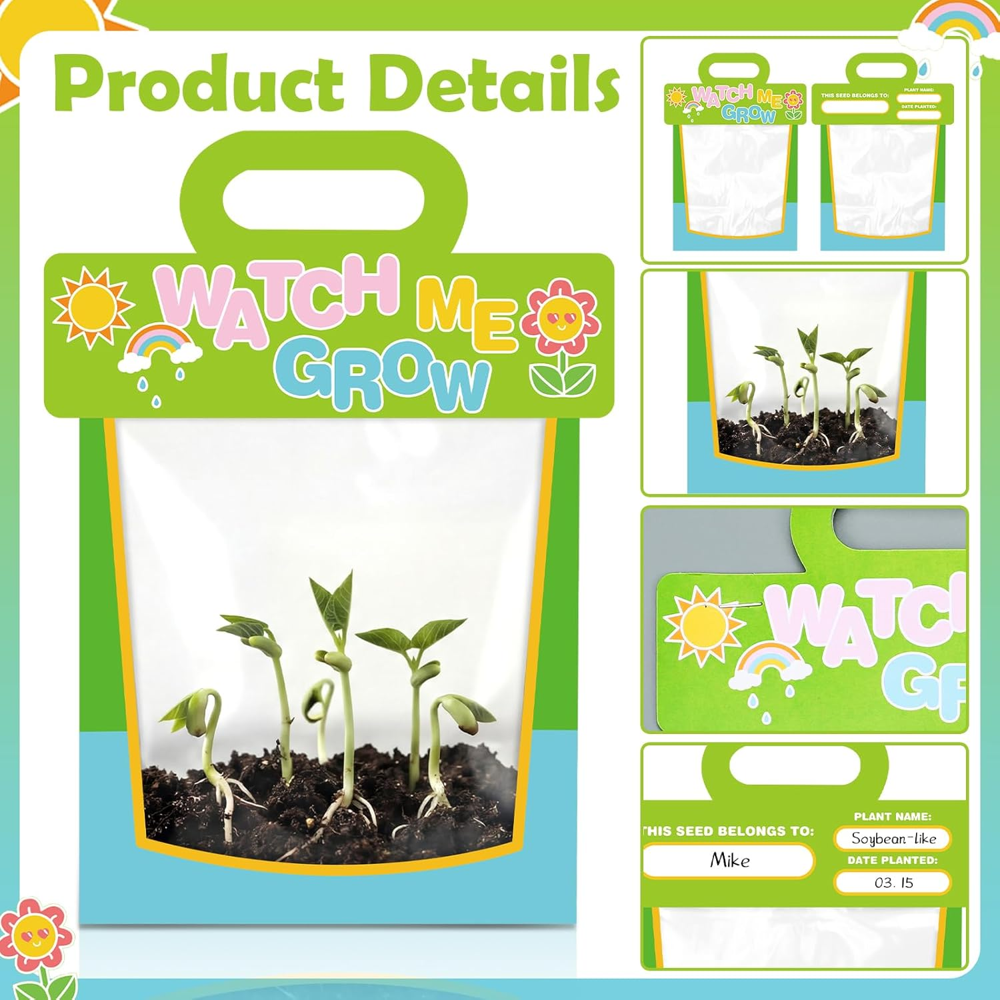 Product Details
WATCH ME
GROW
WATCH ME
GROW
THIS SEED BELONGS TO:
PLANT NAME:
DATE PLANTED:
WATC
GR
THIS SEED BELONGS TO:
Mike
PLANT NAME:
Soybean-like
DATE PLANTED:
03. 15